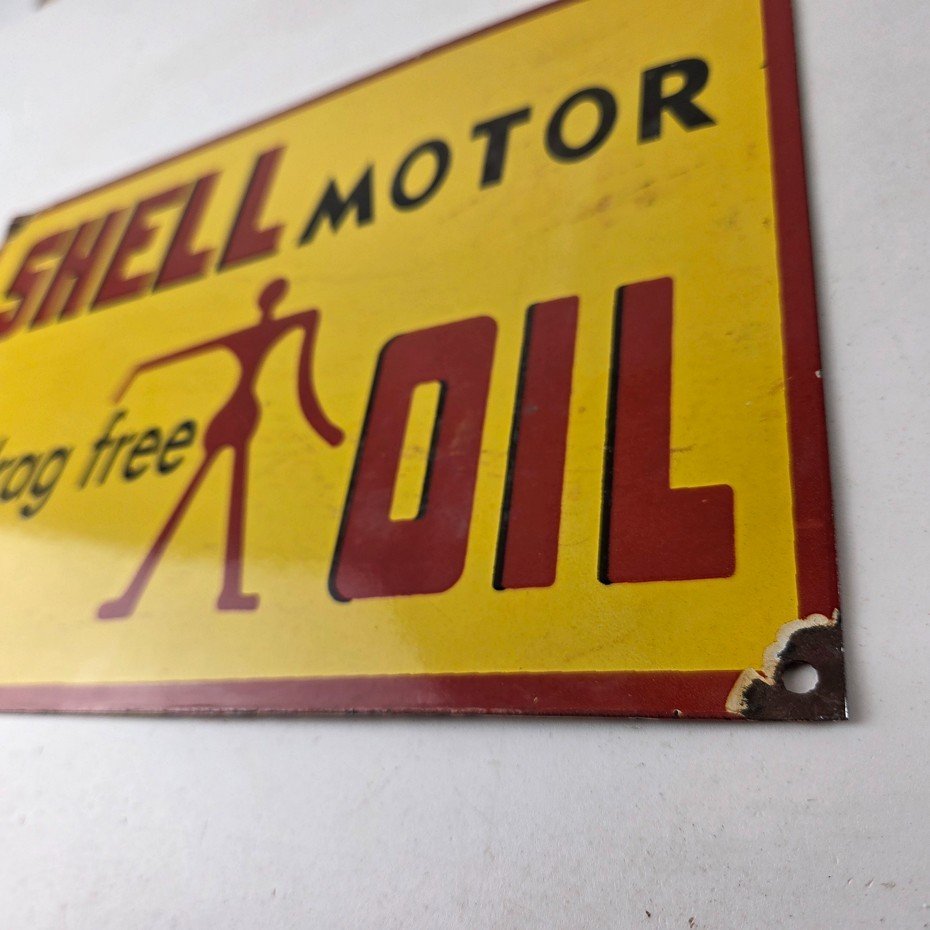 SHELL MOTOR
rag free
OIL